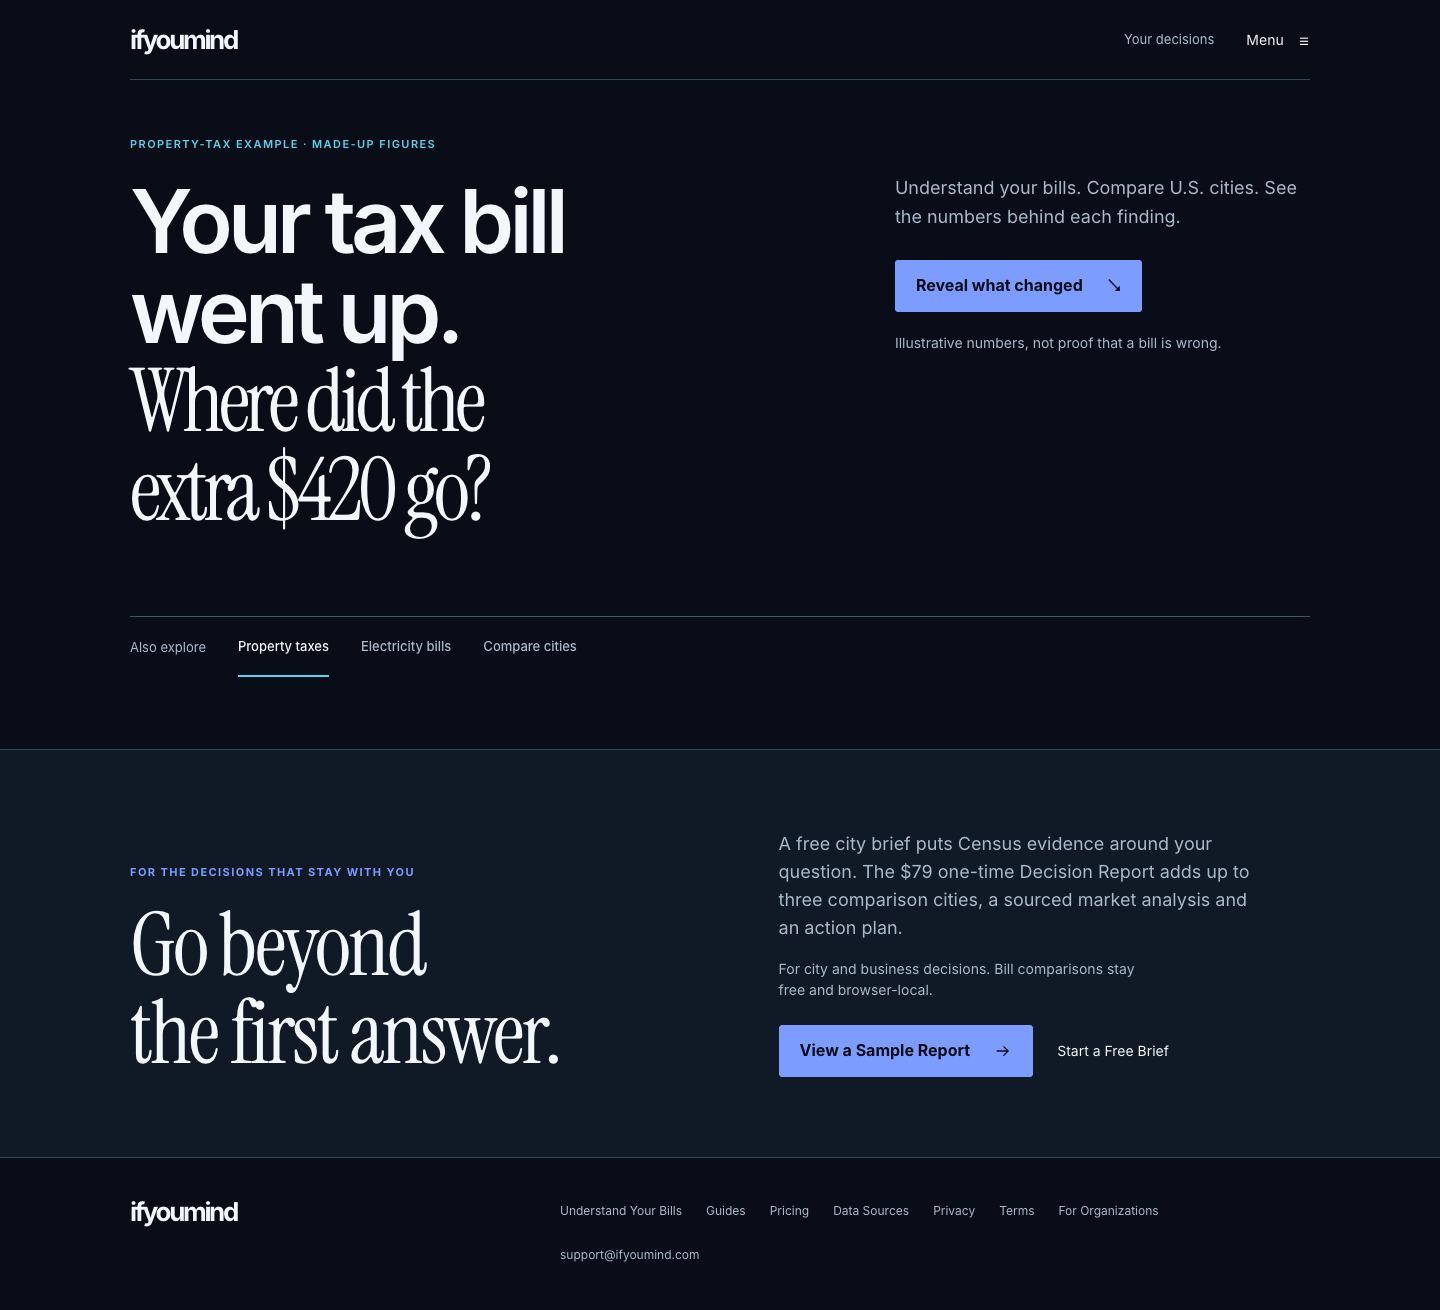 ifyoumind
Your decisions
Menu
PROPERTY-TAX EXAMPLE · MADE-UP FIGURES
Your tax bill
went up.
Where did the
extra $420 go?
Understand your bills. Compare U.S. cities. See
the numbers behind each finding.
Reveal what changed ↘
Illustrative numbers, not proof that a bill is wrong.
Also explore
Property taxes
Electricity bills
Compare cities
FOR THE DECISIONS THAT STAY WITH YOU
Go beyond
the first answer.
A free city brief puts Census evidence around your
question. The $79 one-time Decision Report adds up to
three comparison cities, a sourced market analysis and
an action plan.
For city and business decisions. Bill comparisons stay
free and browser-local.
View a Sample Report →
Start a Free Brief
ifyoumind
Understand Your Bills
Guides
Pricing
Data Sources
Privacy
Terms
For Organizations
support@ifyoumind.com